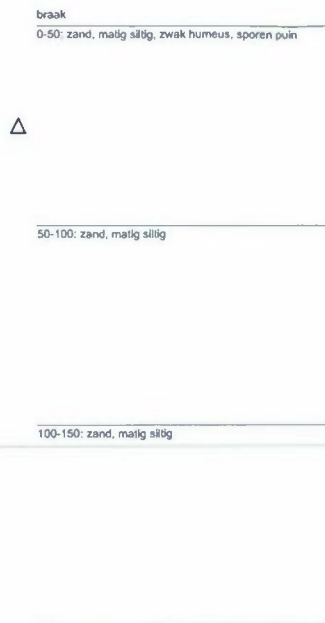 braak
0-50: zand, matig siltig, zwak humeus, sporen puin
50-100: zand, matig siltig
100-150: zand, matig siltig